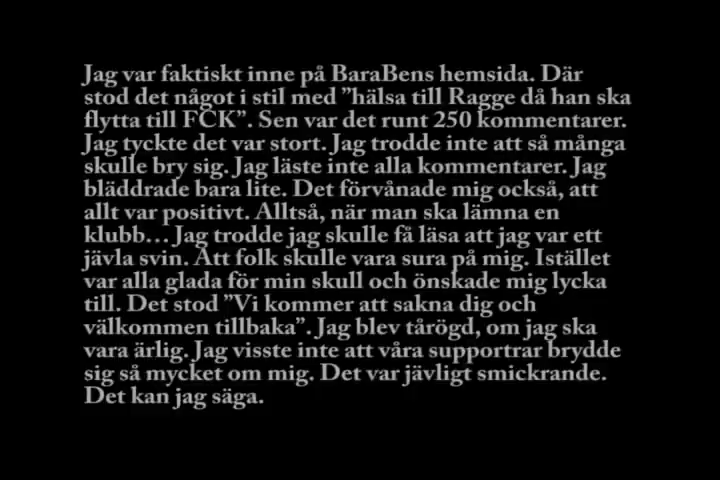 Jag var faktiskt inne på BaraBens hemsida. Där
stod det något i stil med ”hälsa till Ragge då han ska
flytta till FCK”. Sen var det runt 250 kommentarer.
Jag tyckte det var stort. Jag trodde inte att så många
skulle bry sig. Jag läste inte alla kommentarer. Jag
bläddrade bara lite. Det förvånade mig också, att
allt var positivt. Alltså, när man ska lämna en
klubb… Jag trodde jag skulle få läsa att jag var ett
jävla svin. Att folk skulle vara sura på mig. Istället
var alla glada för min skull och önskade mig lycka
till. Det stod ”Vi kommer att sakna dig och
välkommen tillbaka”. Jag blev tårögd, om jag ska
vara ärlig. Jag visste inte att våra supportrar brydde
sig så mycket om mig. Det var jävligt smickrande.
Det kan jag säga.